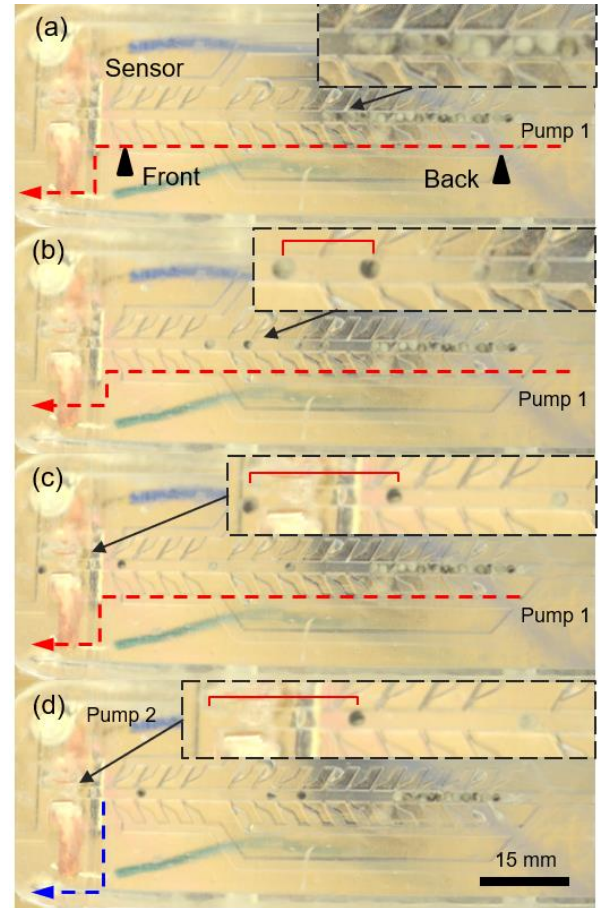 (a)
Sensor
Pump 1
Front
Back
(b)
Pump 1
(c)
Pump 1
(d)
Pump 2
15 mm